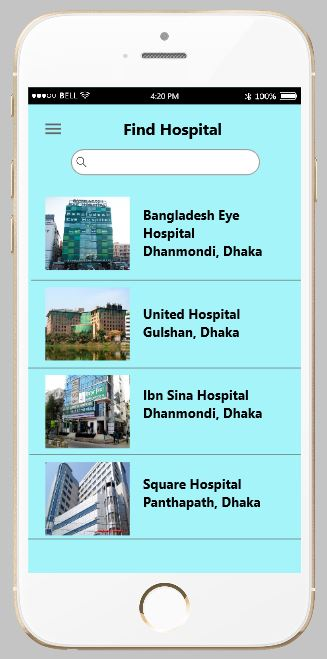 BELL 4:20 PM 100%
Find Hospital
Bangladesh Eye
Hospital
Dhanmondi, Dhaka
United Hospital
Gulshan, Dhaka
Ibn Sina Hospital
Dhanmondi, Dhaka
Square Hospital
Panthapath, Dhaka